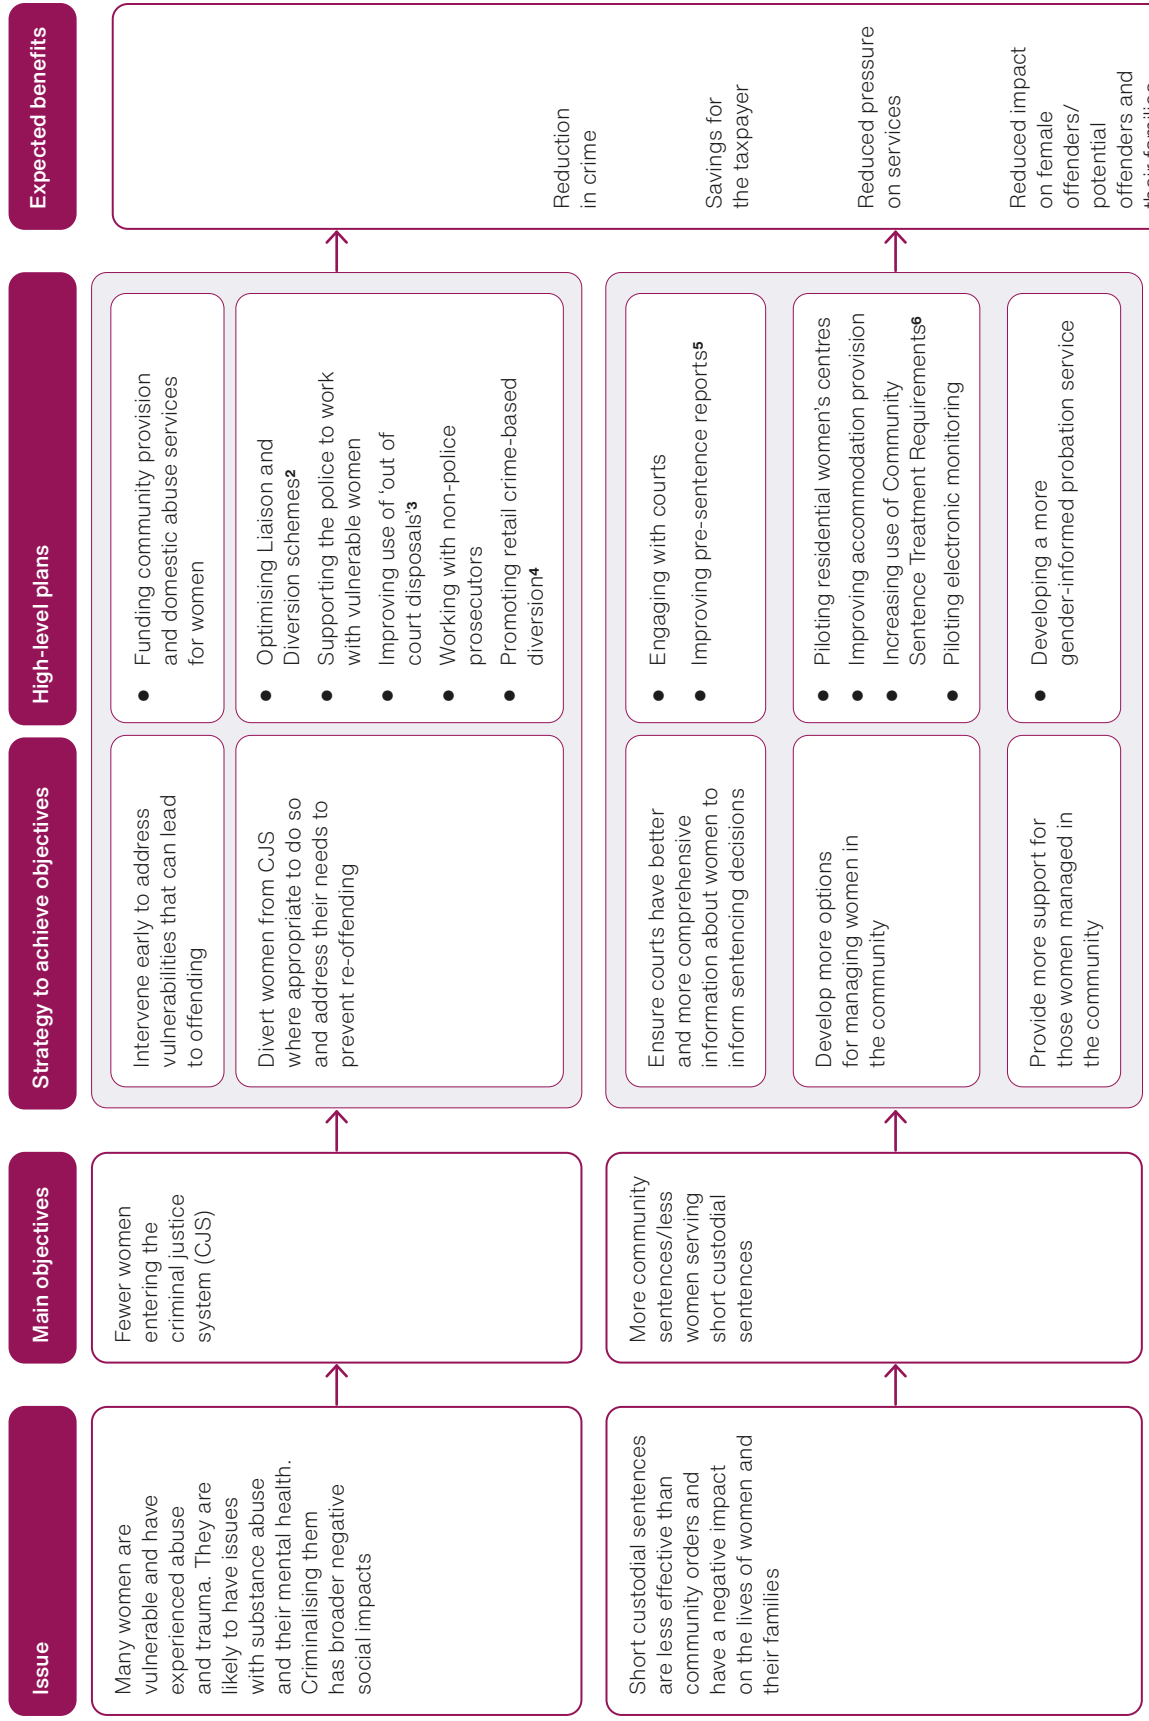 Issue
Main objectives
Strategy to achieve objectives
High-level plans
Expected benefits
Many women are
vulnerable and have
experienced abuse
and trauma. They are
likely to have issues
with substance abuse
and their mental health.
Criminalising them
has broader negative
social impacts
Fewer women
entering the
criminal justice
system (CJS)
Intervene early to address
vulnerabilities that can lead
to offending
● Funding community provision
and domestic abuse services
for women
Divert women from CJS
where appropriate to do so
and address their needs to
prevent re-offending
● Optimising Liaison and
Diversion schemes²
● Supporting the police to work
with vulnerable women
● Improving use of ‘out of
court disposals’³
● Working with non-police
prosecutors
● Promoting retail crime-based
diversion⁴
Short custodial sentences
are less effective than
community orders and
have a negative impact
on the lives of women and
their families
More community
sentences/less
women serving
short custodial
sentences
Ensure courts have better
and more comprehensive
information about women to
inform sentencing decisions
● Engaging with courts
● Improving pre-sentence reports⁵
Develop more options
for managing women in
the community
● Piloting residential women’s centres
● Improving accommodation provision
● Increasing use of Community
Sentence Treatment Requirements⁶
● Piloting electronic monitoring
Provide more support for
those women managed in
the community
● Developing a more
gender-informed probation service
Reduction
in crime
Savings for
the taxpayer
Reduced pressure
on services
Reduced impact
on female
offenders/
potential
offenders and
their families